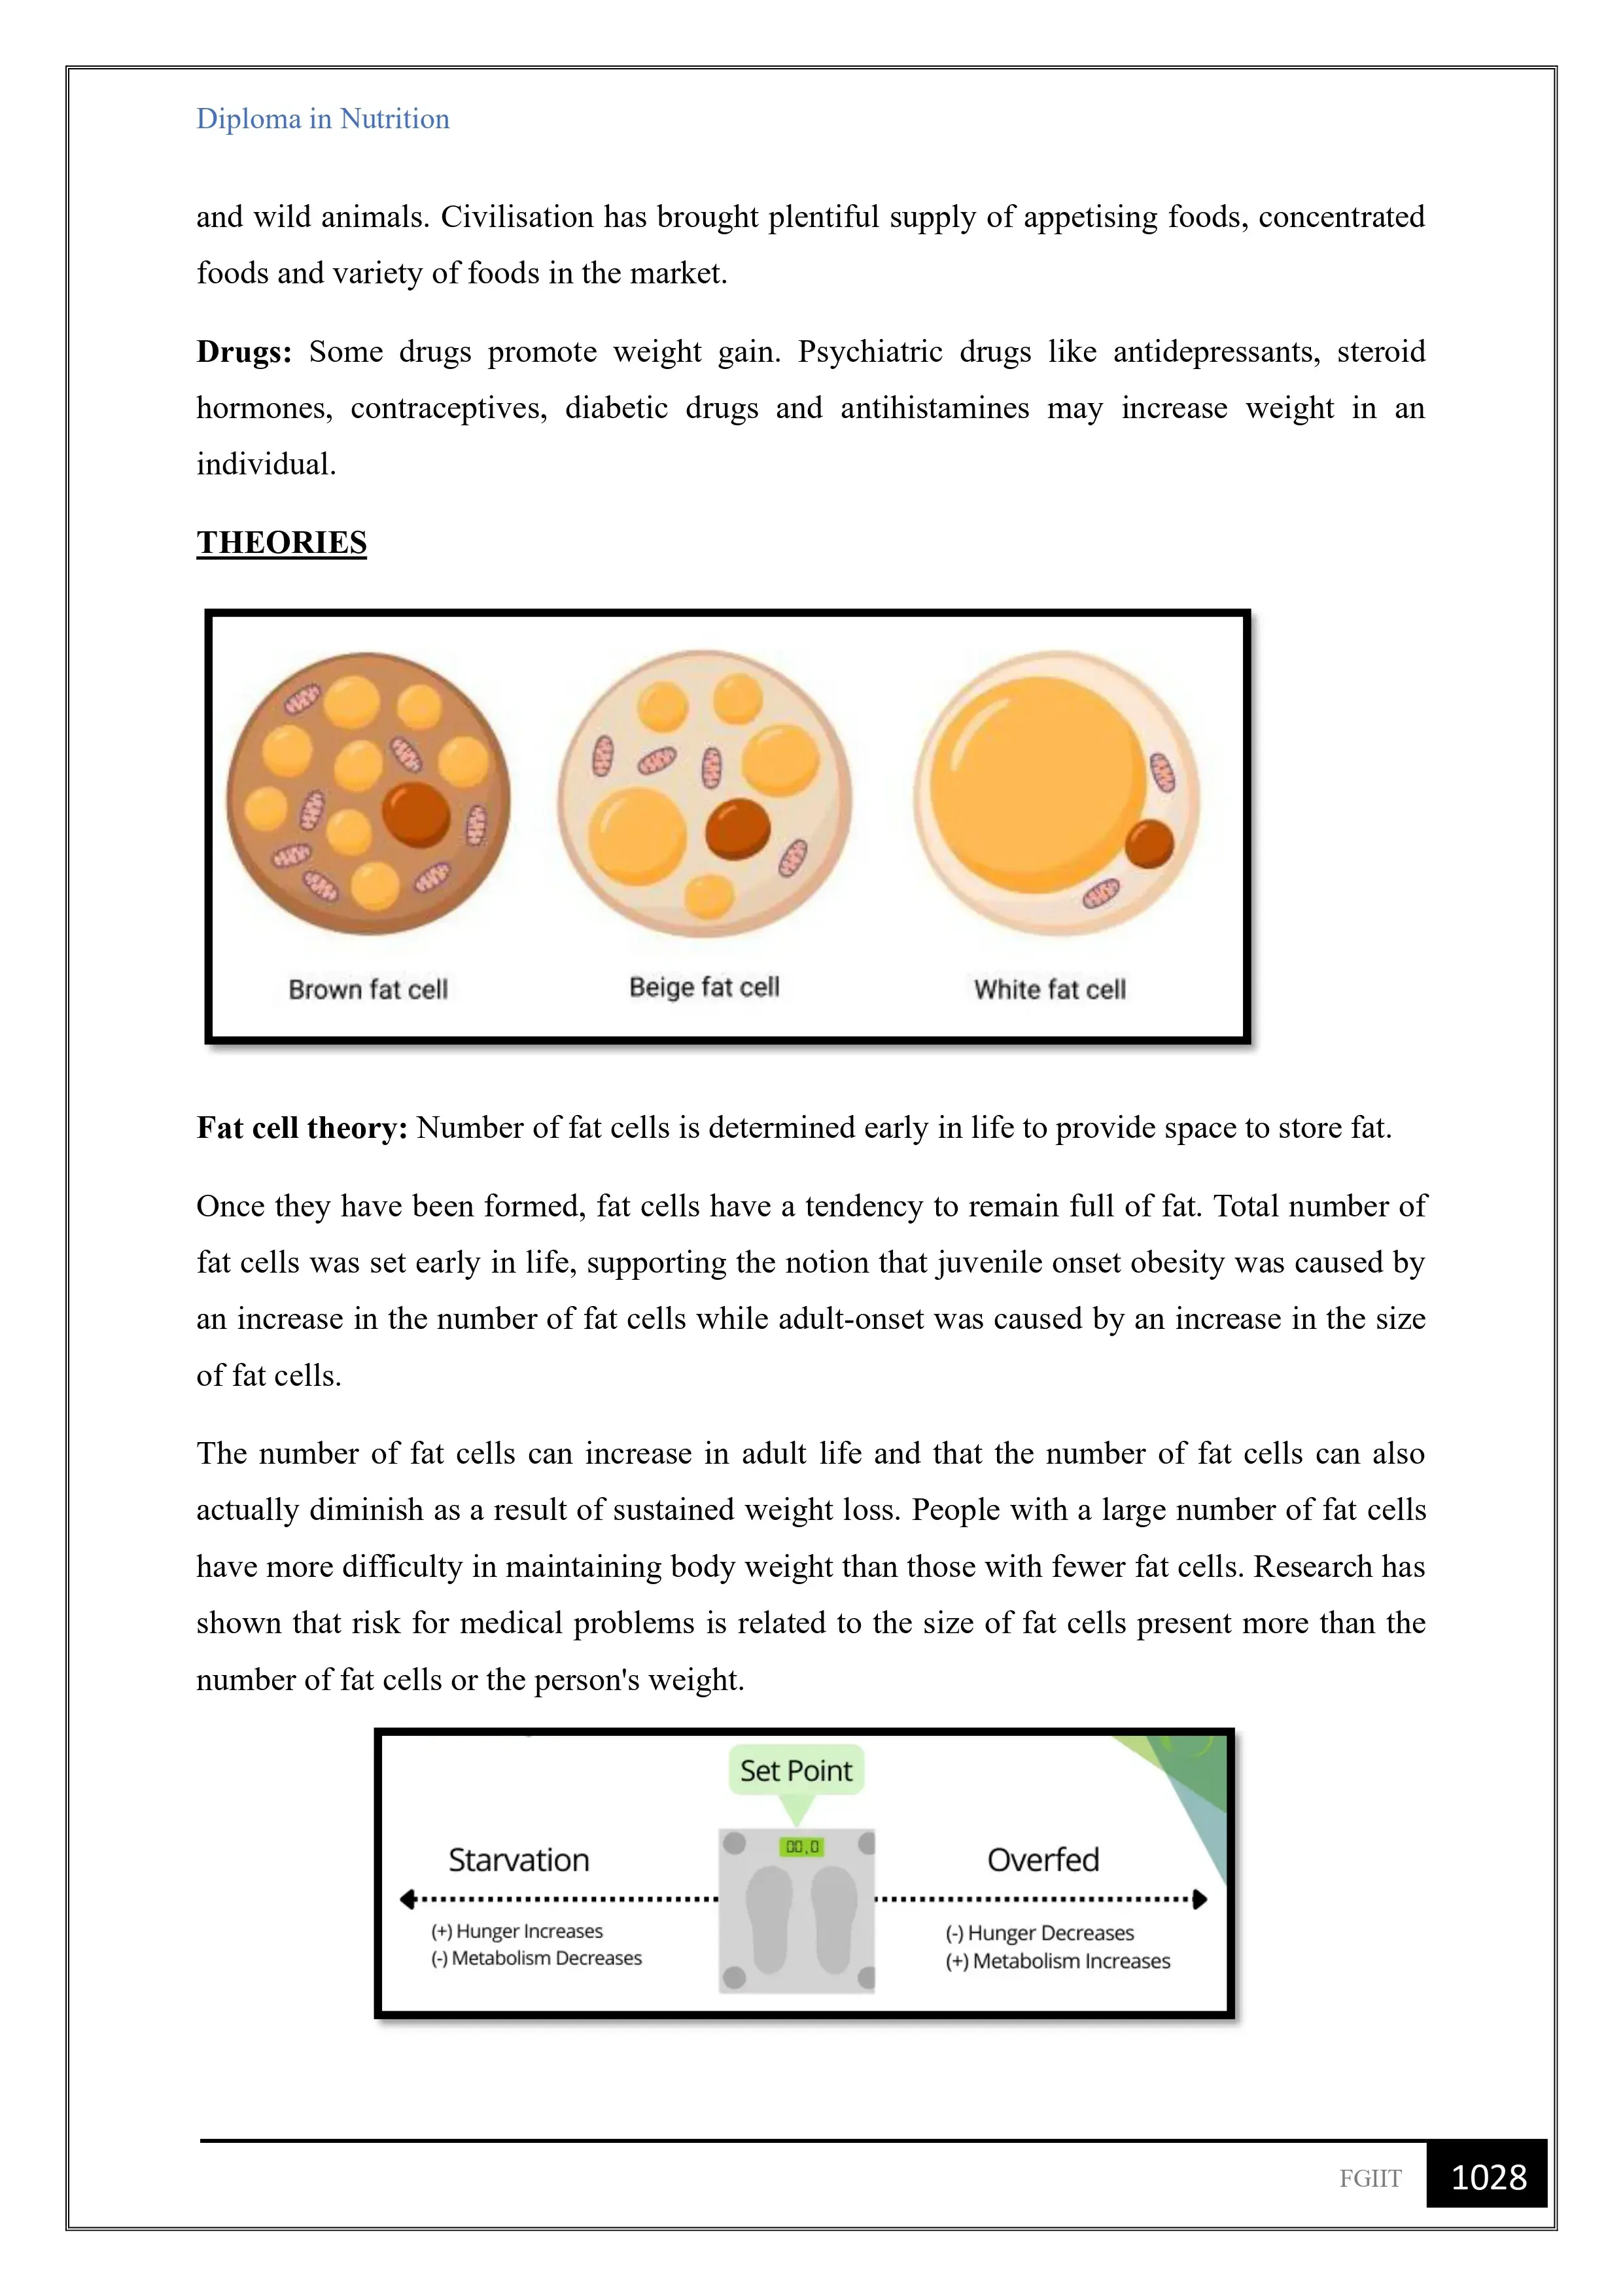 Diploma in Nutrition
and wild animals. Civilisation has brought plentiful supply of appetising foods, concentrated
foods and variety of foods in the market.
Drugs: Some drugs promote weight gain. Psychiatric drugs like antidepressants, steroid
hormones, contraceptives, diabetic drugs and antihistamines may increase weight in an
individual.
THEORIES
Brown fat cell
Beige fat cell
White fat cell
Fat cell theory: Number of fat cells is determined early in life to provide space to store fat.
Once they have been formed, fat cells have a tendency to remain full of fat. Total number of
fat cells was set early in life, supporting the notion that juvenile onset obesity was caused by
an increase in the number of fat cells while adult-onset was caused by an increase in the size
of fat cells.
The number of fat cells can increase in adult life and that the number of fat cells can also
actually diminish as a result of sustained weight loss. People with a large number of fat cells
have more difficulty in maintaining body weight than those with fewer fat cells. Research has
shown that risk for medical problems is related to the size of fat cells present more than the
number of fat cells or the person's weight.
Set Point
00,0
Starvation
(+) Hunger Increases
(-) Metabolism Decreases
Overfed
(-) Hunger Decreases
(+) Metabolism Increases
FGIIT
1028